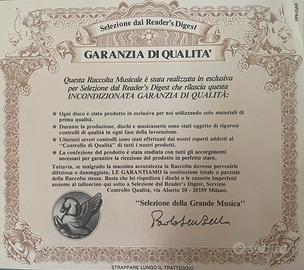 Selezione dal Reader's Digest
GARANZIA DI QUALITA'
Questa Raccolta Musicale è stata realizzata in esclusiva
per Selezione dal Reader's Digest che rilascia questa
INCONDIZIONATA GARANZIA DI QUALITÀ:
Ogni disco è stato prodotto in esclusiva per noi utilizzando solo materiali di
prima qualità.
Durante la produzione, dischi e musicassette sono stati oggetto di rigorosi
controlli di qualità in ogni fase della lavorazione.
Ulteriori severi controlli sono stati effettuati dai nostri esperti addetti al
"Controllo di Qualità" di tutti i nostri prodotti.
La confezione del prodotto è stata studiata con tutti gli accorgimenti
necessari per garantire la ricezione del prodotto in perfetto stato.
Tuttavia, se malgrado la massima accuratezza la Raccolta dovesse pervenirle
difettosa o danneggiata, LE GARANTIAMO la sostituzione totale o parziale
della Raccolta stessa. Basta che lei rispedisca i dischi o le cassette imperfetti
assieme al talloncino qui sotto a Selezione dal Reader's Digest, Servizio
Controllo Qualità, via Alserio 10 - 20159 Milano.
"Selezione della Grande Musica"
subito.it
STRAPPARE LUNGO IL TRATTEGGIO